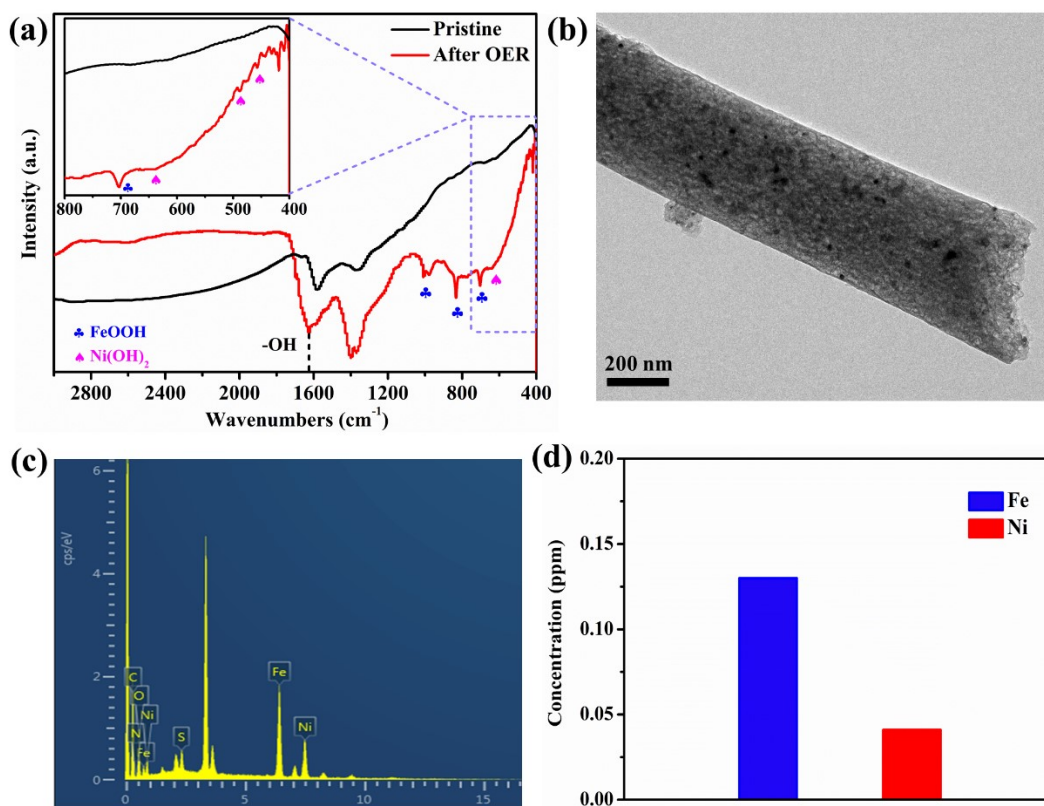 (a)
Pristine
After OER
800 700 600 500 400
Intensity (a.u.)
♣ FeOOH
♠ Ni(OH)₂
-OH
2800 2400 2000 1600 1200 800 400
Wavenumbers (cm⁻¹)
(b)
200 nm
(c)
cps/eV
6
4
2
0
C
O
Ni
N
Fe
S
Fe
Ni
0 5 10 15
(d)
Fe
Ni
Concentration (ppm)
0.20
0.15
0.10
0.05
0.00